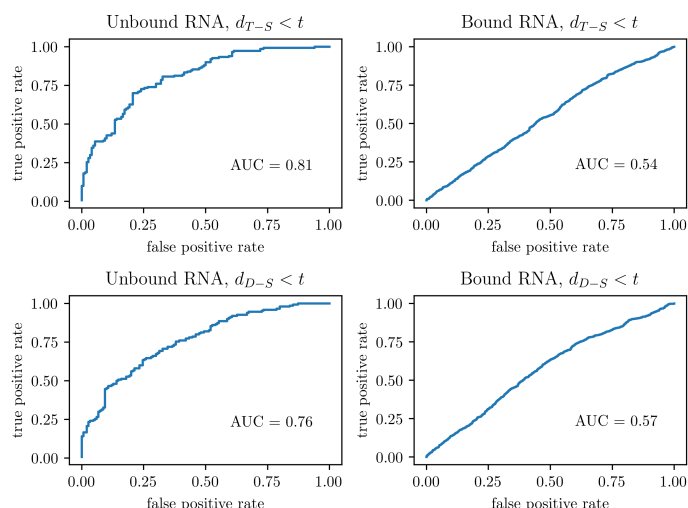 Unbound RNA, d_{T−S} < t
1.00
0.75
0.50
0.25
0.00
true positive rate
AUC = 0.81
0.00 0.25 0.50 0.75 1.00
false positive rate
Bound RNA, d_{T−S} < t
1.00
0.75
0.50
0.25
0.00
true positive rate
AUC = 0.54
0.00 0.25 0.50 0.75 1.00
false positive rate
Unbound RNA, d_{D−S} < t
1.00
0.75
0.50
0.25
0.00
true positive rate
AUC = 0.76
0.00 0.25 0.50 0.75 1.00
false positive rate
Bound RNA, d_{D−S} < t
1.00
0.75
0.50
0.25
0.00
true positive rate
AUC = 0.57
0.00 0.25 0.50 0.75 1.00
false positive rate